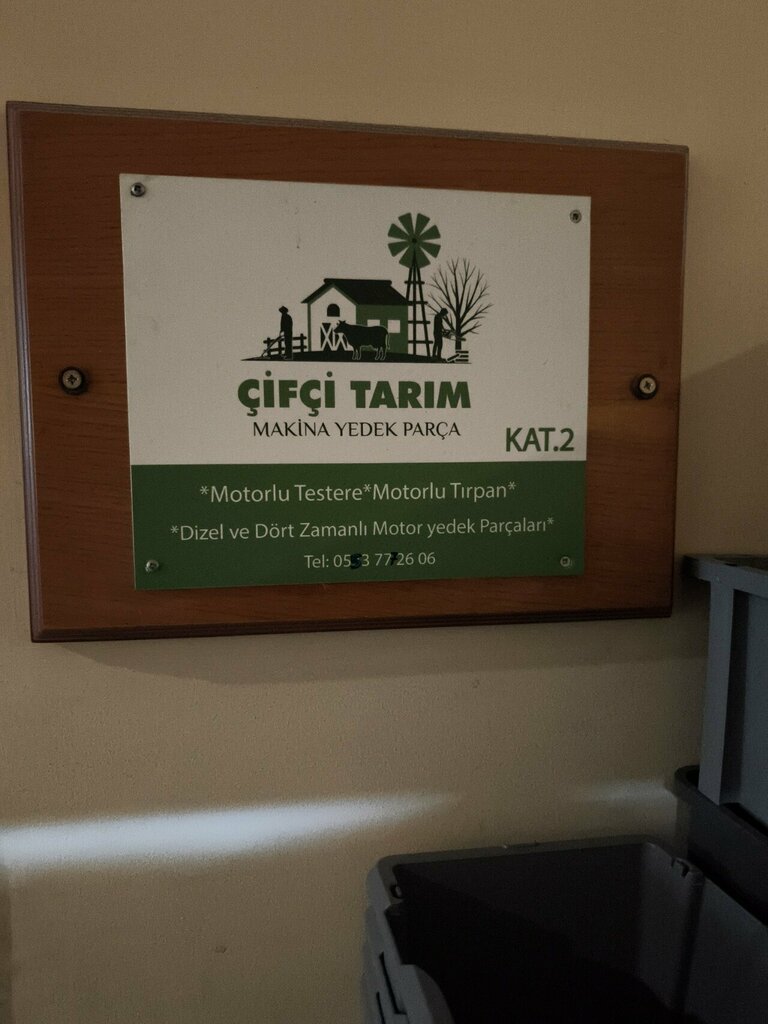 ÇİFÇİ TARIM
MAKİNA YEDEK PARÇA
KAT.2
*Motorlu Testere*Motorlu Tırpan*
*Dizel ve Dört Zamanlı Motor yedek Parçaları*
Tel: 0553 77 26 06